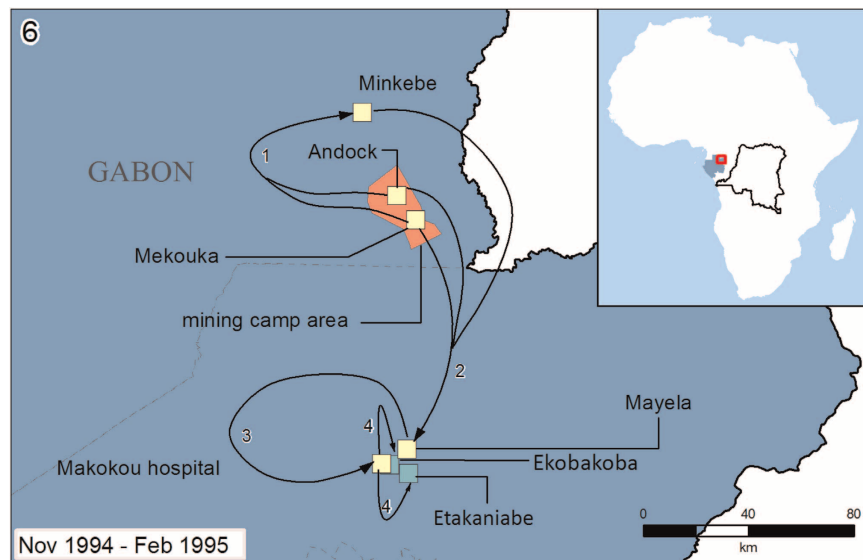 6
Minkebe
1
Andock
GABON
Mekouka
mining camp area
2
3
4
Mayela
Makokou hospital
Ekobakoba
Etakaniabe
4
Nov 1994 - Feb 1995
0 20 40 80
km